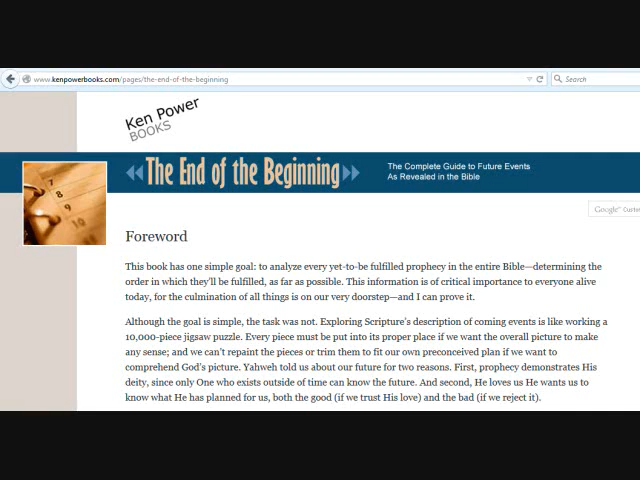 www.kenpowerbooks.com/pages/the-end-of-the-beginning
Search
Ken Power
BOOKS
The End of the Beginning
The Complete Guide to Future Events
As Revealed in the Bible
7
8
9
10
Google™ Custo
Foreword
This book has one simple goal: to analyze every yet-to-be fulfilled prophecy in the entire Bible—determining the
order in which they'll be fulfilled, as far as possible. This information is of critical importance to everyone alive
today, for the culmination of all things is on our very doorstep—and I can prove it.
Although the goal is simple, the task was not. Exploring Scripture's description of coming events is like working a
10,000-piece jigsaw puzzle. Every piece must be put into its proper place if we want the overall picture to make
any sense; and we can't repaint the pieces or trim them to fit our own preconceived plan if we want to
comprehend God's picture. Yahweh told us about our future for two reasons. First, prophecy demonstrates His
deity, since only One who exists outside of time can know the future. And second, He loves us He wants us to
know what He has planned for us, both the good (if we trust His love) and the bad (if we reject it).